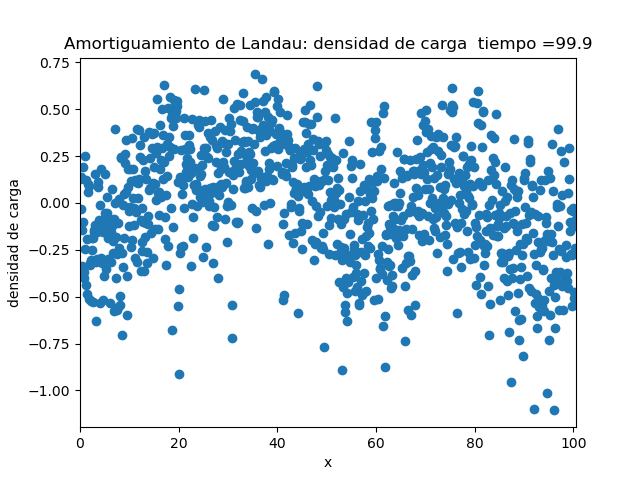 Amortiguamiento de Landau: densidad de carga  tiempo =99.9
0.75
0.50
0.25
0.00
−0.25
−0.50
−0.75
−1.00
densidad de carga
0 20 40 60 80 100
x